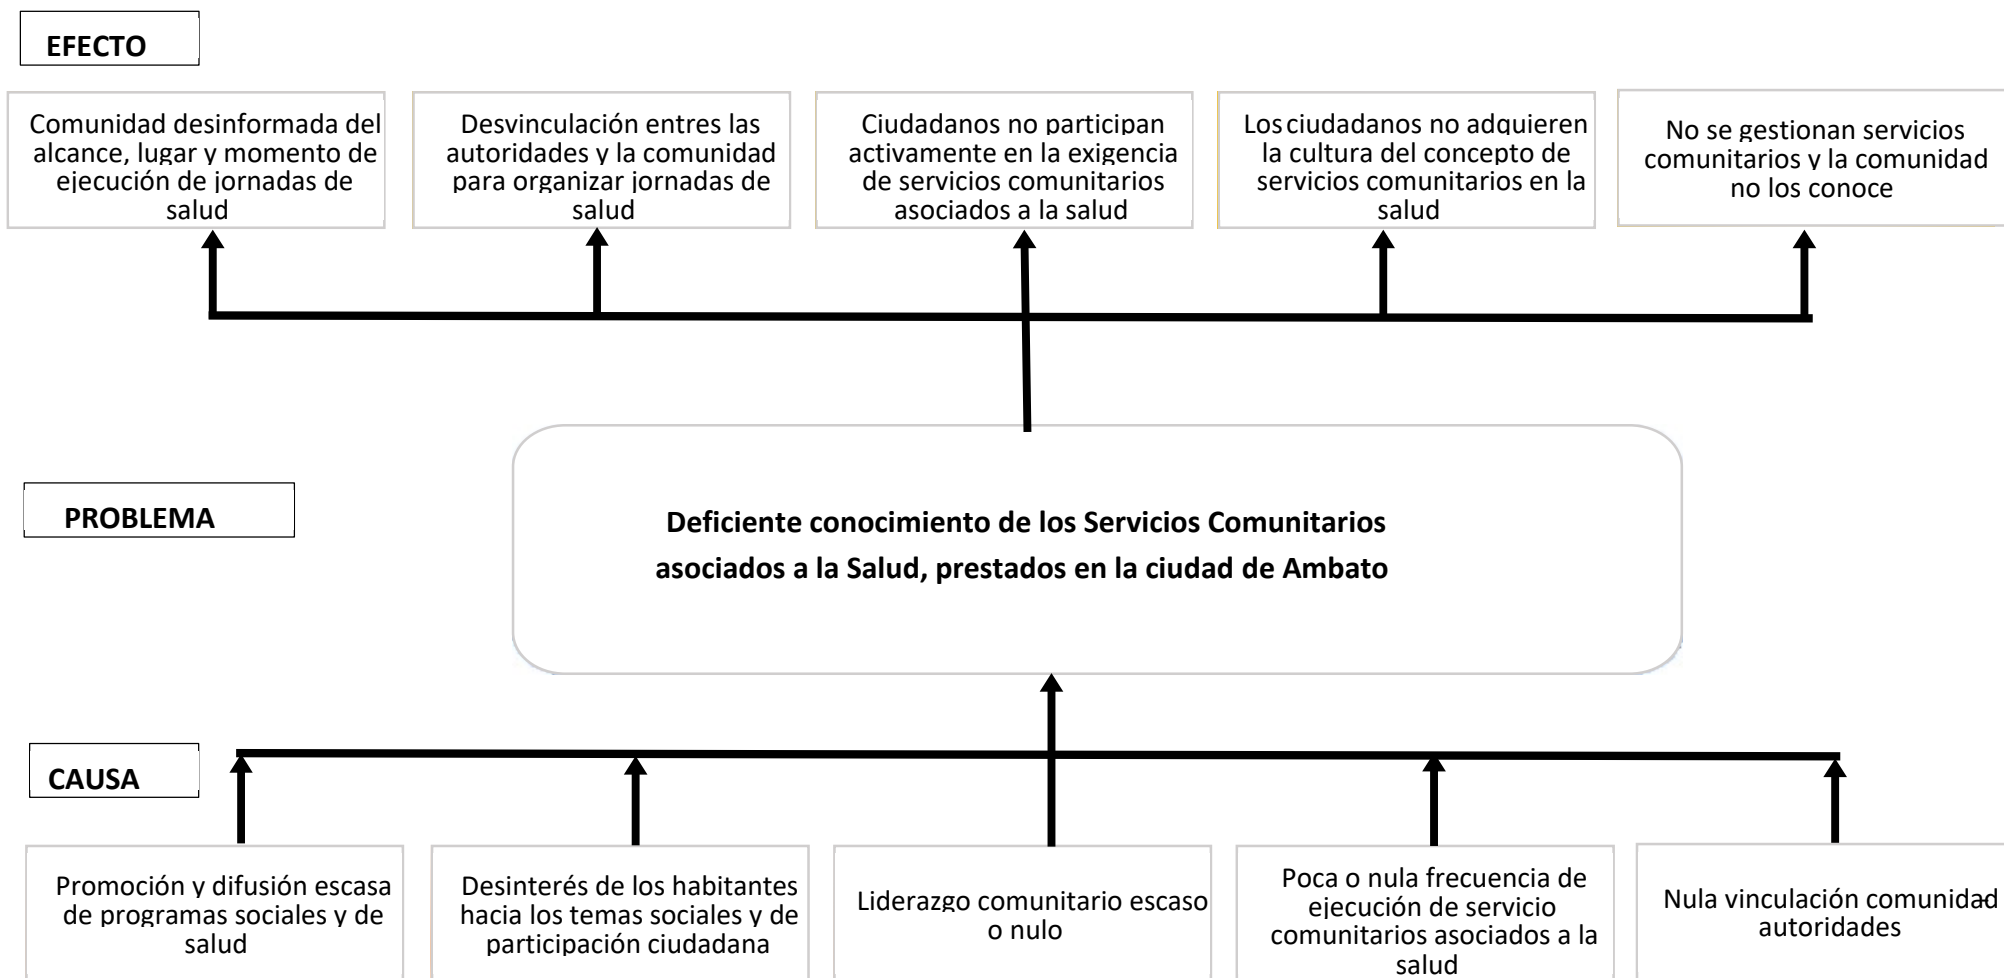 EFECTO
Comunidad desinformada del
alcance, lugar y momento de
ejecución de jornadas de
salud
Desvinculación entres las
autoridades y la comunidad
para organizar jornadas de
salud
Ciudadanos no participan
activamente en la exigencia
de servicios comunitarios
asociados a la salud
Los ciudadanos no adquieren
la cultura del concepto de
servicios comunitarios en la
salud
No se gestionan servicios
comunitarios y la comunidad
no los conoce
PROBLEMA
Deficiente conocimiento de los Servicios Comunitarios
asociados a la Salud, prestados en la ciudad de Ambato
CAUSA
Promoción y difusión escasa
de programas sociales y de
salud
Desinterés de los habitantes
hacia los temas sociales y de
participación ciudadana
Liderazgo comunitario escaso
o nulo
Poca o nula frecuencia de
ejecución de servicio
comunitarios asociados a la
salud
Nula vinculación comunidad-
autoridades